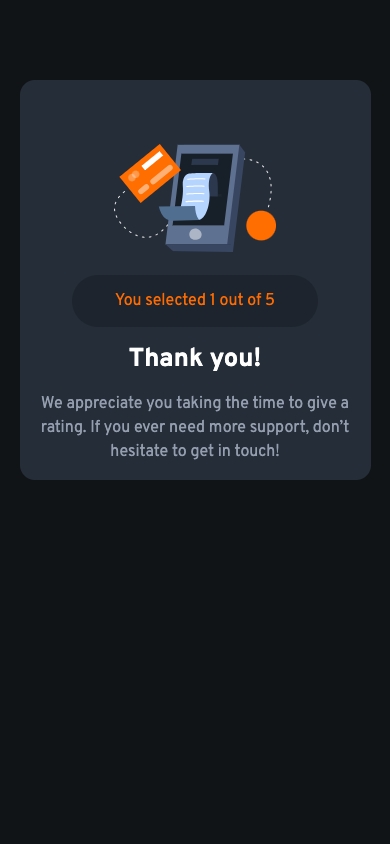 You selected 1 out of 5
Thank you!
We appreciate you taking the time to give a
rating. If you ever need more support, don’t
hesitate to get in touch!